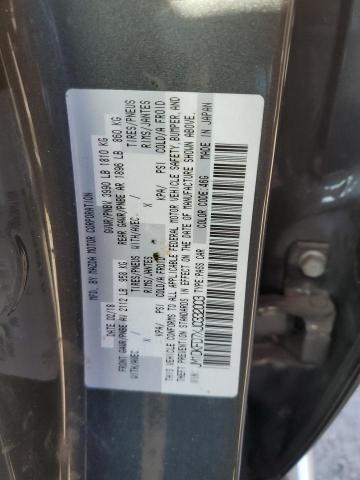 MFD. BY MAZDA MOTOR CORPORATION
DATE: 02/18 GVWR/PNBV 3990 LB 1810 KG
FRONT GAWR/PNBE AV 2112 LB 958 KG REAR GAWR/PNBE AR 1896 LB 860 KG
WITH/AVEC TIRES/PNEUS WITH/AVEC TIRES/PNEUS
X RIMS/JANTES X RIMS/JANTES
KPA/ PSI COLD/A FROID KPA/ PSI COLD/A FROID
THIS VEHICLE CONFORMS TO ALL APPLICABLE FEDERAL MOTOR VEHICLE SAFETY, BUMPER, AND
THEFT PREVENTION STANDARDS IN EFFECT ON THE DATE OF MANUFACTURE SHOWN ABOVE.
TYPE: PASS CAR COLOR CODE: 46G MADE IN JAPAN